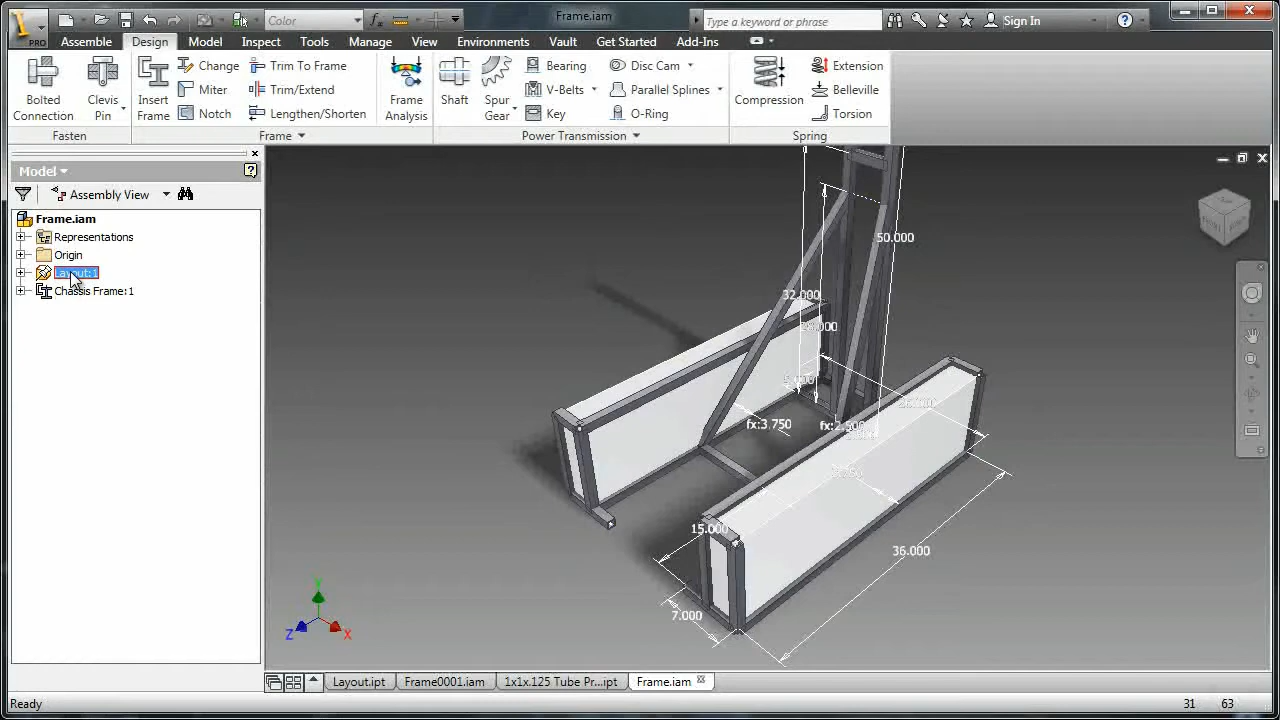 Frame.iam
Color
Type a keyword or phrase
Sign In
PRO
Assemble Design Model Inspect Tools Manage View Environments Vault Get Started Add-Ins
Bolted Connection
Clevis Pin
Insert Frame
Change
Miter
Notch
Trim To Frame
Trim/Extend
Lengthen/Shorten
Frame Analysis
Shaft
Spur Gear
Bearing
V-Belts
Key
Disc Cam
Parallel Splines
O-Ring
Compression
Extension
Belleville
Torsion
Fasten
Frame
Power Transmission
Spring
Model
Assembly View
Frame.iam
Representations
Origin
Layout:1
Chassis Frame:1
50.000
32.000
28.000
fx:3.750
fx:2.500
15.000
36.000
7.000
Y
Z
X
Layout.ipt Frame0001.iam 1x1x.125 Tube Pr...ipt Frame.iam
Ready
31 63